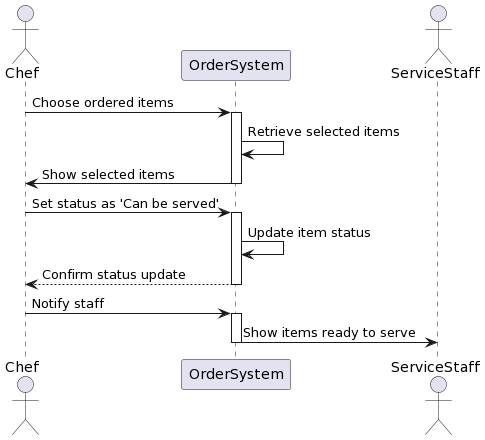 Chef
ServiceStaff
OrderSystem
Choose ordered items
Retrieve selected items
Show selected items
Set status as 'Can be served'
Update item status
Confirm status update
Notify staff
Show items ready to serve
Chef
ServiceStaff
OrderSystem